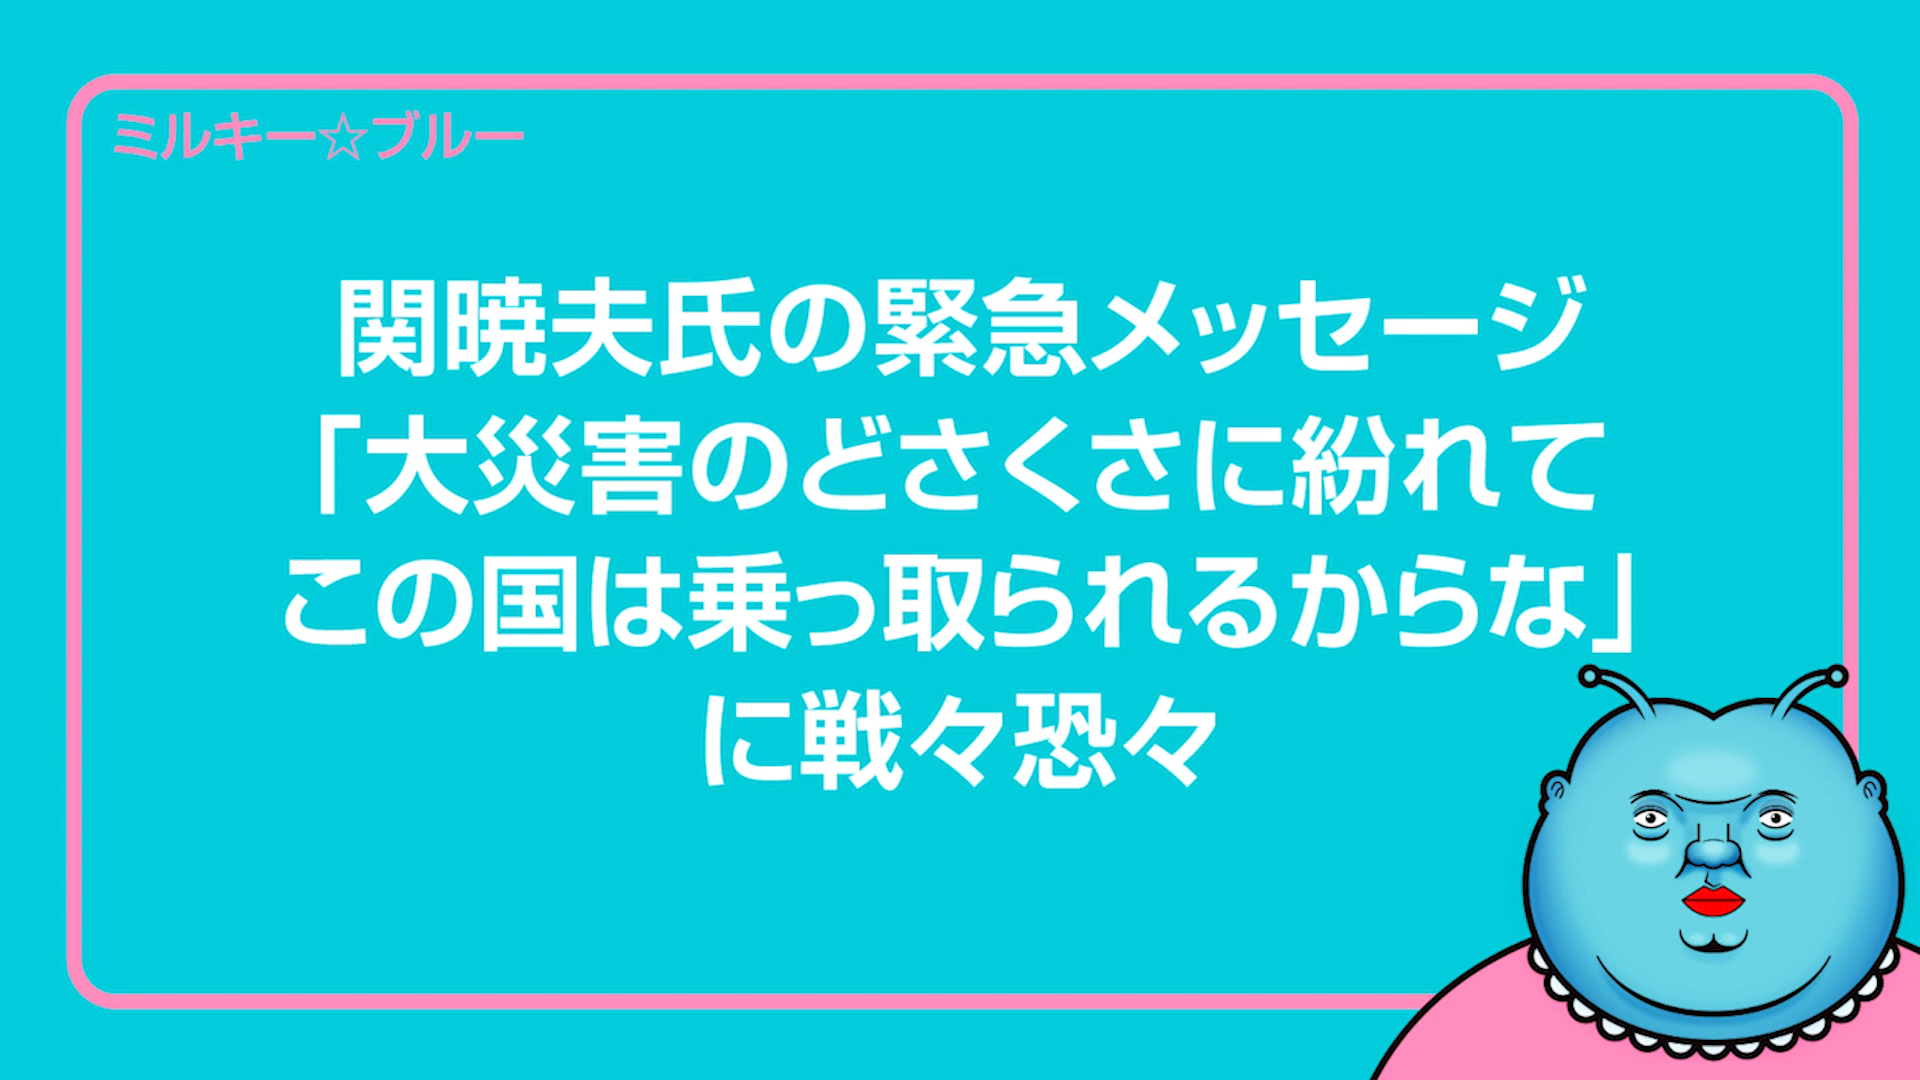 ミルキー☆ブルー
関暁夫氏の緊急メッセージ
「大災害のどさくさに紛れて
この国は乗っ取られるからな」
に戦々恐々